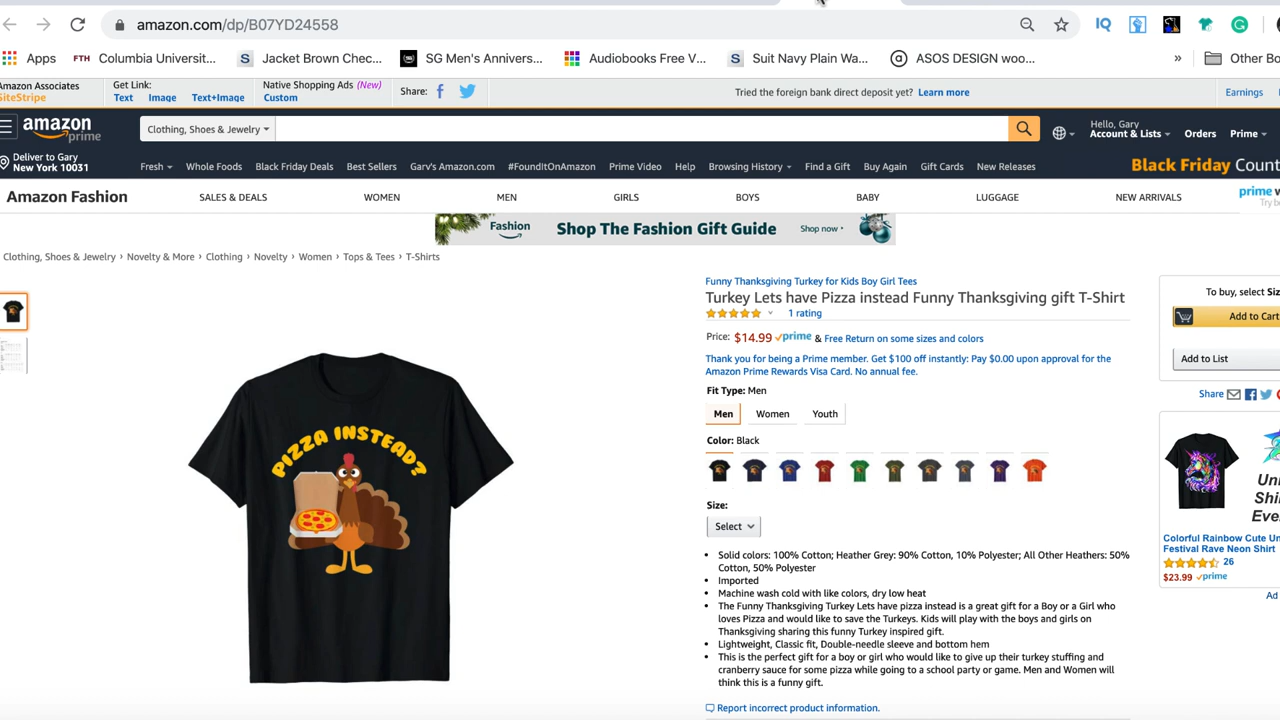 amazon.com/dp/B07YD24558
IQ
Apps
FTH Columbia Universit...
S Jacket Brown Chec...
SG Men's Annivers...
Audiobooks Free V...
S Suit Navy Plain Wa...
ASOS DESIGN woo...
»
Other Bo
Amazon Associates
SiteStripe
Get Link:
Text Image Text+Image
Native Shopping Ads (New)
Custom
Share:
Tried the foreign bank direct deposit yet? Learn more
Earnings
amazon
prime
Clothing, Shoes & Jewelry
Hello, Gary
Account & Lists
Orders
Prime
Deliver to Gary
New York 10031
Fresh Whole Foods Black Friday Deals Best Sellers Gary's Amazon.com #FoundItOnAmazon Prime Video Help Browsing History Find a Gift Buy Again Gift Cards New Releases
Black Friday Count
Amazon Fashion
SALES & DEALS WOMEN MEN GIRLS BOYS BABY LUGGAGE NEW ARRIVALS
prime w
Try be
Fashion
Shop The Fashion Gift Guide
Shop now
Clothing, Shoes & Jewelry › Novelty & More › Clothing › Novelty › Women › Tops & Tees › T-Shirts
PIZZA INSTEAD?
Funny Thanksgiving Turkey for Kids Boy Girl Tees
Turkey Lets have Pizza instead Funny Thanksgiving gift T-Shirt
1 rating
Price: $14.99 prime & Free Return on some sizes and colors
Thank you for being a Prime member. Get $100 off instantly: Pay $0.00 upon approval for the
Amazon Prime Rewards Visa Card. No annual fee.
Fit Type: Men
Men Women Youth
Color: Black
Size:
Select
• Solid colors: 100% Cotton; Heather Grey: 90% Cotton, 10% Polyester; All Other Heathers: 50%
Cotton, 50% Polyester
• Imported
• Machine wash cold with like colors, dry low heat
• The Funny Thanksgiving Turkey Lets have pizza instead is a great gift for a Boy or a Girl who
loves Pizza and would like to save the Turkeys. Kids will play with the boys and girls on
Thanksgiving sharing this funny Turkey inspired gift.
• Lightweight, Classic fit, Double-needle sleeve and bottom hem
• This is the perfect gift for a boy or girl who would like to give up their turkey stuffing and
cranberry sauce for some pizza while going to a school party or game. Men and Women will
think this is a funny gift.
Report incorrect product information.
To buy, select Siz
Add to Cart
Add to List
Share
Uni
Shir
Eve
Colorful Rainbow Cute Un
Festival Rave Neon Shirt
26
$23.99 prime
Ad